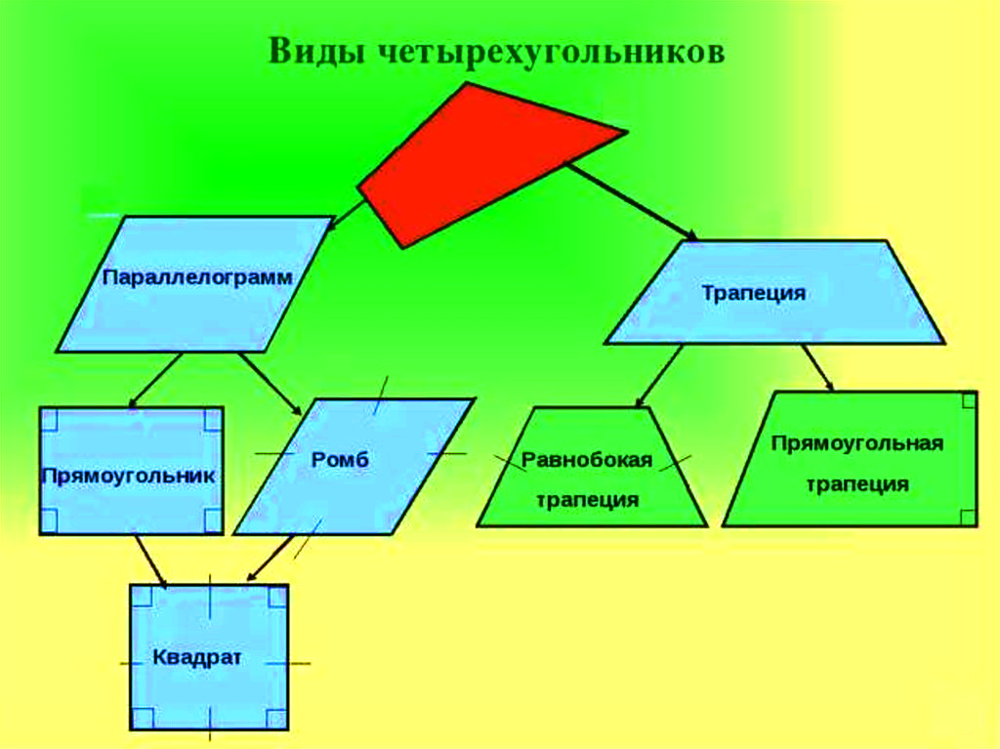 Виды четырехугольников
Параллелограмм
Трапеция
Прямоугольник
Ромб
Равнобокая
трапеция
Прямоугольная
трапеция
Квадрат